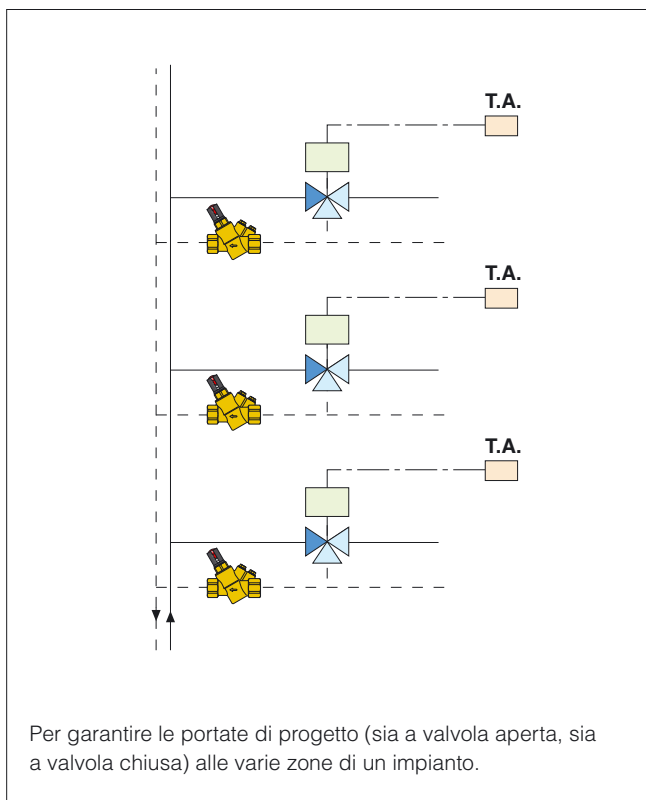 T.A.
T.A.
T.A.
Per garantire le portate di progetto (sia a valvola aperta, sia
a valvola chiusa) alle varie zone di un impianto.